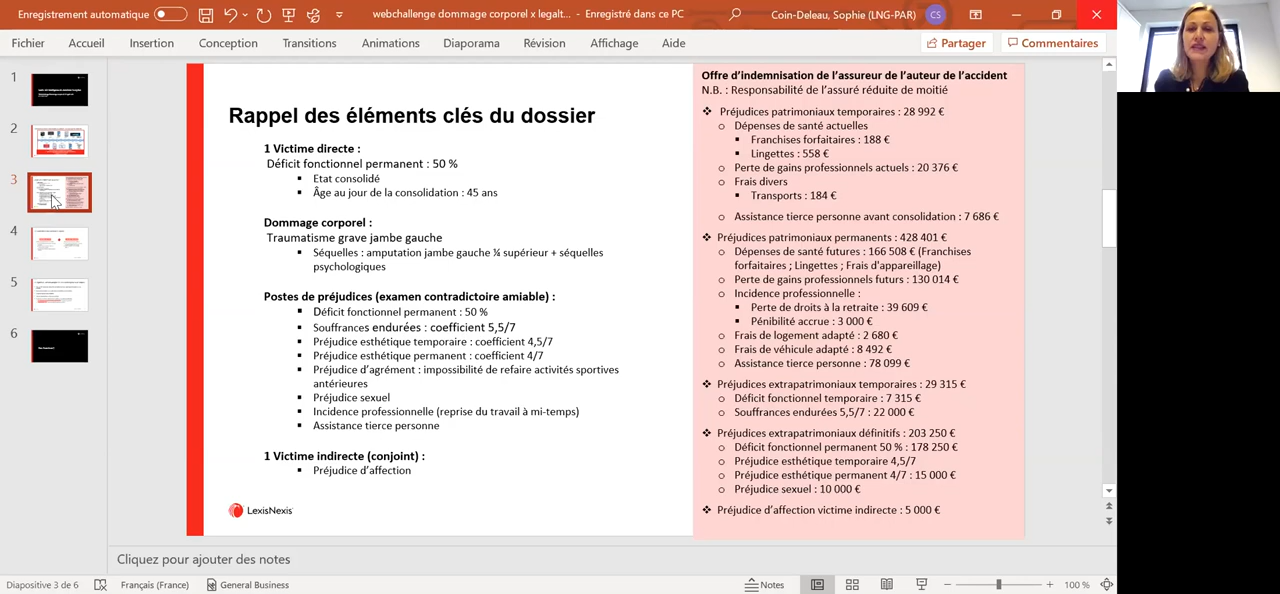 Enregistrement automatique
webchallenge dommage corporel x legalt... - Enregistré dans ce PC
Coin-Deleau, Sophie (LNG-PAR)
CS
Fichier
Accueil
Insertion
Conception
Transitions
Animations
Diaporama
Révision
Affichage
Aide
Partager
Commentaires
1
2
3
4
5
6
Rappel des éléments clés du dossier
1 Victime directe :
Déficit fonctionnel permanent : 50 %
Etat consolidé
Âge au jour de la consolidation : 45 ans
Dommage corporel :
Traumatisme grave jambe gauche
Séquelles : amputation jambe gauche ¼ supérieur + séquelles
psychologiques
Postes de préjudices (examen contradictoire amiable) :
Déficit fonctionnel permanent : 50 %
Souffrances endurées : coefficient 5,5/7
Préjudice esthétique temporaire : coefficient 4,5/7
Préjudice esthétique permanent : coefficient 4/7
Préjudice d'agrément : impossibilité de refaire activités sportives
antérieures
Préjudice sexuel
Incidence professionnelle (reprise du travail à mi-temps)
Assistance tierce personne
1 Victime indirecte (conjoint) :
Préjudice d'affection
LexisNexis
Offre d'indemnisation de l'assureur de l'auteur de l'accident
N.B. : Responsabilité de l'assuré réduite de moitié
Préjudices patrimoniaux temporaires : 28 992 €
Dépenses de santé actuelles
Franchises forfaitaires : 188 €
Lingettes : 558 €
Perte de gains professionnels actuels : 20 376 €
Frais divers
Transports : 184 €
Assistance tierce personne avant consolidation : 7 686 €
Préjudices patrimoniaux permanents : 428 401 €
Dépenses de santé futures : 166 508 € (Franchises
forfaitaires ; Lingettes ; Frais d'appareillage)
Perte de gains professionnels futurs : 130 014 €
Incidence professionnelle :
Perte de droits à la retraite : 39 609 €
Pénibilité accrue : 3 000 €
Frais de logement adapté : 2 680 €
Frais de véhicule adapté : 8 492 €
Assistance tierce personne : 78 099 €
Préjudices extrapatrimoniaux temporaires : 29 315 €
Déficit fonctionnel temporaire : 7 315 €
Souffrances endurées 5,5/7 : 22 000 €
Préjudices extrapatrimoniaux définitifs : 203 250 €
Déficit fonctionnel permanent 50 % : 178 250 €
Préjudice esthétique temporaire 4,5/7
Préjudice esthétique permanent 4/7 : 15 000 €
Préjudice sexuel : 10 000 €
Préjudice d'affection victime indirecte : 5 000 €
Cliquez pour ajouter des notes
Diapositive 3 de 6
Français (France)
General Business
Notes
100 %